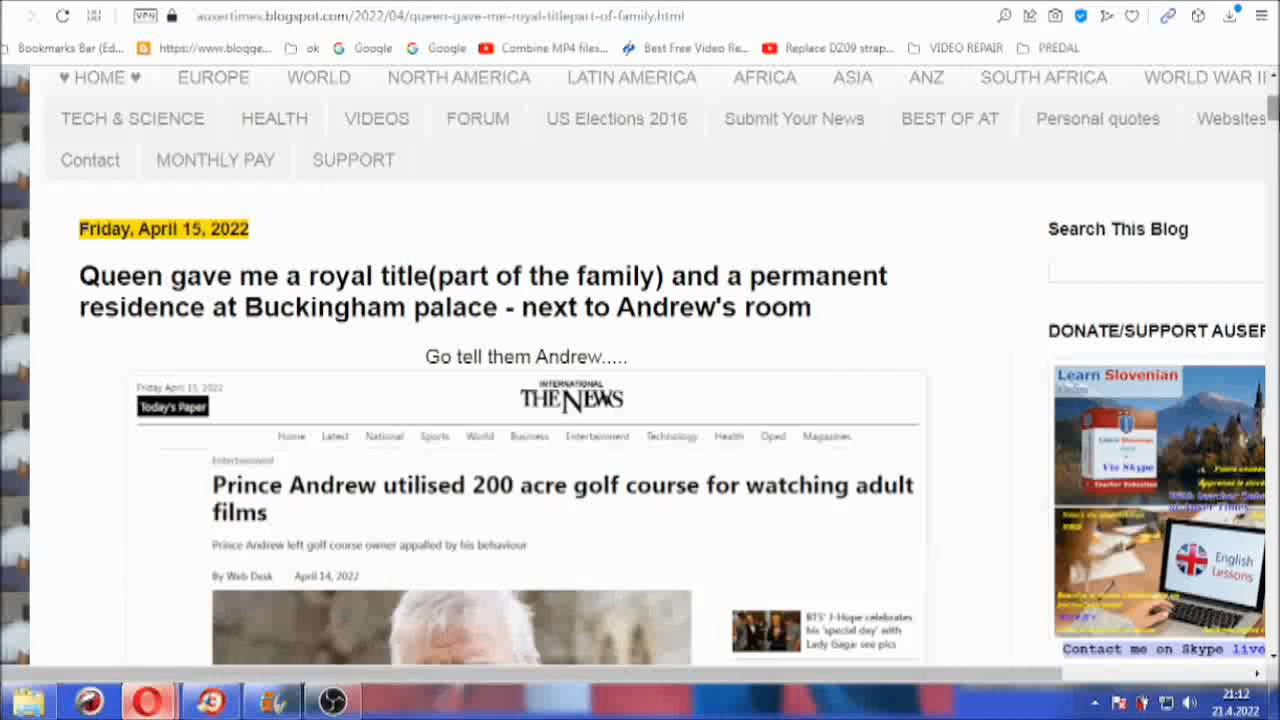 VPN auxertimes.blogspot.com/2022/04/queen-gave-me-royal-titlepart-of-family.html
Bookmarks Bar (Ed... https://www.blogge... ok Google Google Combine MP4 files... Best Free Video Re... Replace DZ09 strap... VIDEO REPAIR PREDAL
♥ HOME ♥ EUROPE WORLD NORTH AMERICA LATIN AMERICA AFRICA ASIA ANZ SOUTH AFRICA WORLD WAR II
TECH & SCIENCE HEALTH VIDEOS FORUM US Elections 2016 Submit Your News BEST OF AT Personal quotes Websites
Contact MONTHLY PAY SUPPORT
Friday, April 15, 2022
Queen gave me a royal title(part of the family) and a permanent
residence at Buckingham palace - next to Andrew's room
Go tell them Andrew.....
Friday April 15, 2022
Today's Paper
INTERNATIONAL
THE NEWS
Home Latest National Sports World Business Entertainment Technology Health Oped Magazines
Entertainment
Prince Andrew utilised 200 acre golf course for watching adult
films
Prince Andrew left golf course owner appalled by his behaviour
By Web Desk April 14, 2022
BTS' J-Hope celebrates
his 'special day' with
Lady Gaga: see pics
Search This Blog
DONATE/SUPPORT AUSER
Learn Slovenian
Learn Slovenian
Via Skype
English
Lessons
Contact me on Skype live
21:12
21.4.2022